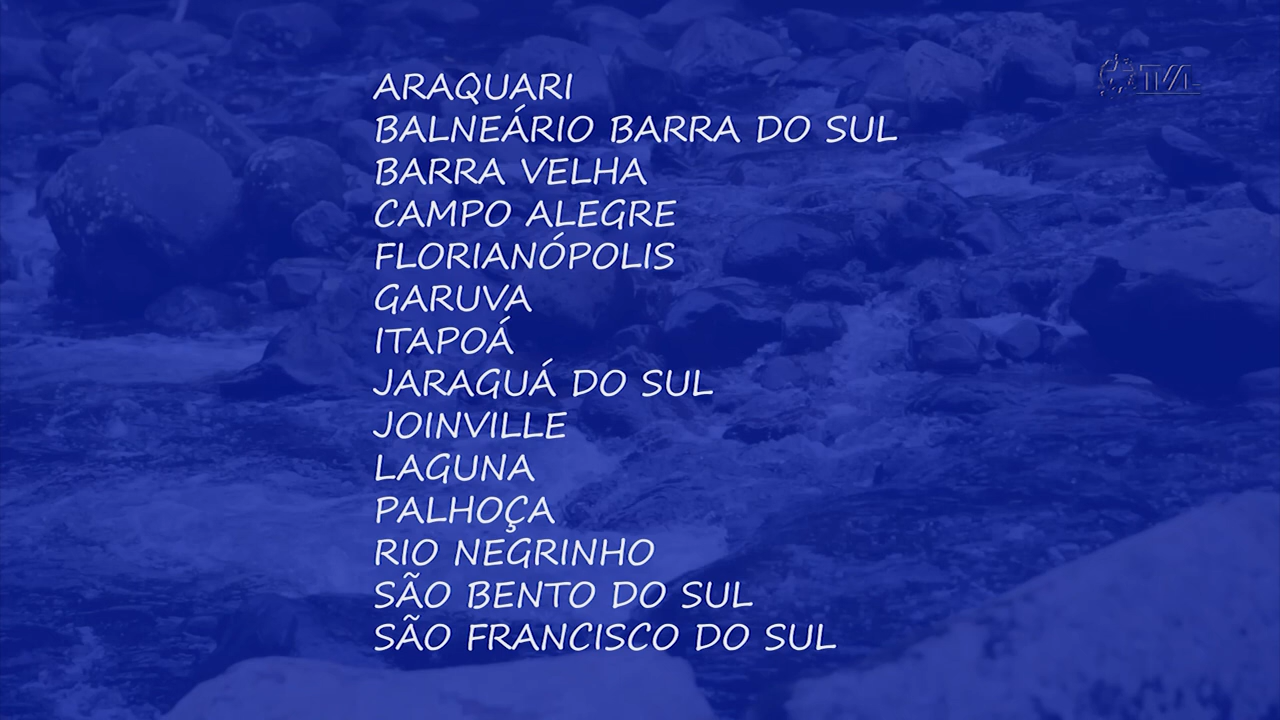 ARAQUARI
BALNEÁRIO BARRA DO SUL
BARRA VELHA
CAMPO ALEGRE
FLORIANÓPOLIS
GARUVA
ITAPOÁ
JARAGUÁ DO SUL
JOINVILLE
LAGUNA
PALHOÇA
RIO NEGRINHO
SÃO BENTO DO SUL
SÃO FRANCISCO DO SUL